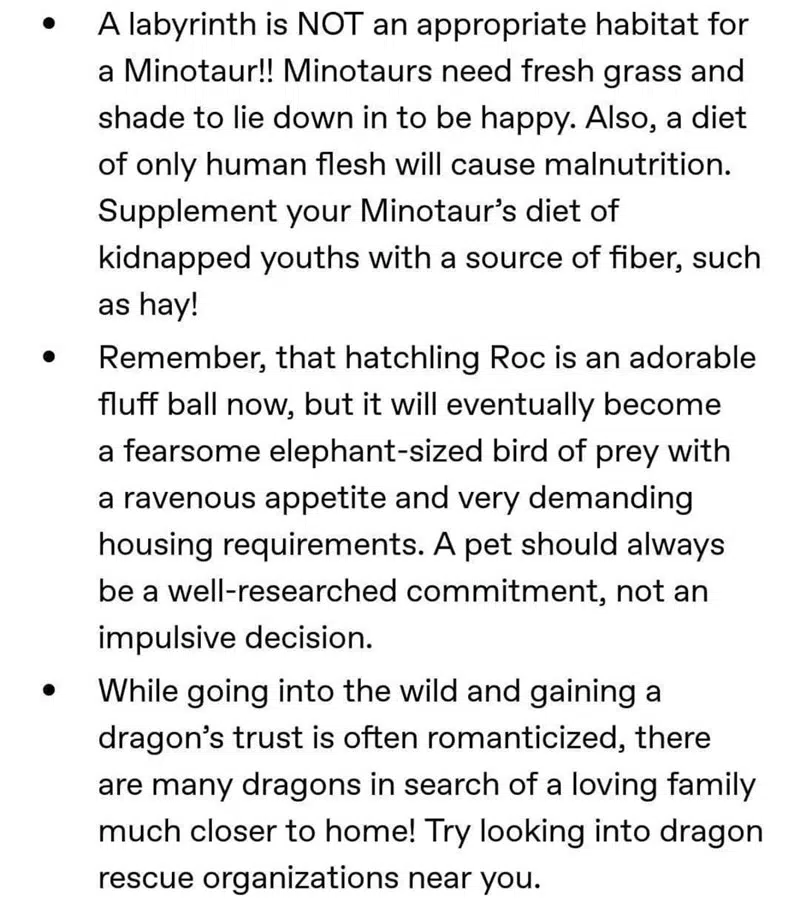 • A labyrinth is NOT an appropriate habitat for
a Minotaur!! Minotaurs need fresh grass and
shade to lie down in to be happy. Also, a diet
of only human flesh will cause malnutrition.
Supplement your Minotaur’s diet of
kidnapped youths with a source of fiber, such
as hay!
• Remember, that hatchling Roc is an adorable
fluff ball now, but it will eventually become
a fearsome elephant-sized bird of prey with
a ravenous appetite and very demanding
housing requirements. A pet should always
be a well-researched commitment, not an
impulsive decision.
• While going into the wild and gaining a
dragon’s trust is often romanticized, there
are many dragons in search of a loving family
much closer to home! Try looking into dragon
rescue organizations near you.